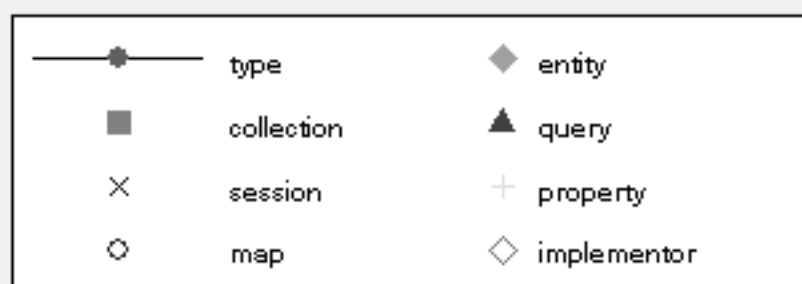 type entity
collection query
session property
map implementor